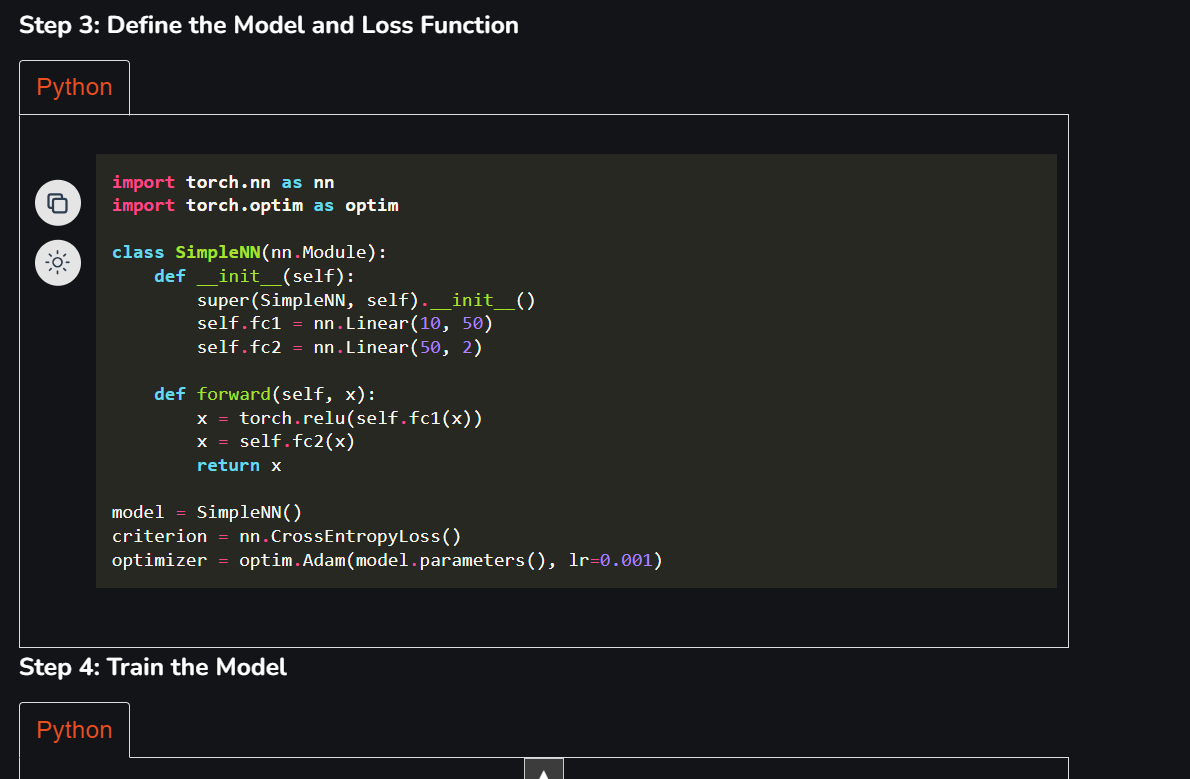 Step 3: Define the Model and Loss Function
Python
import torch.nn as nn
import torch.optim as optim
class SimpleNN(nn.Module):
    def __init__(self):
        super(SimpleNN, self).__init__()
        self.fc1 = nn.Linear(10, 50)
        self.fc2 = nn.Linear(50, 2)
    def forward(self, x):
        x = torch.relu(self.fc1(x))
        x = self.fc2(x)
        return x
model = SimpleNN()
criterion = nn.CrossEntropyLoss()
optimizer = optim.Adam(model.parameters(), lr=0.001)
Step 4: Train the Model
Python